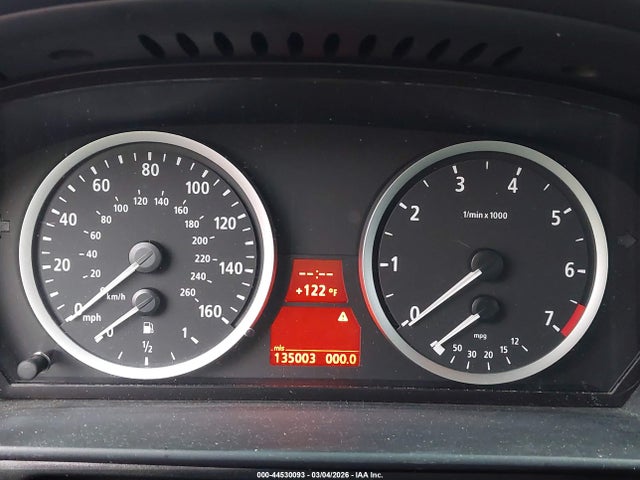 0 20 40 60 80 100 120 140 160
20 40 60 80 100 120 140 160 180 200 220 240 260
km/h
mph
0 1/2 1
--:--
+122 °F
mls
135003 000.0
0 1 2 3 4 5 6 7
1/min x 1000
mpg
50 30 20 15 12
000-44530093 - 03/04/2026 - © IAA Inc.